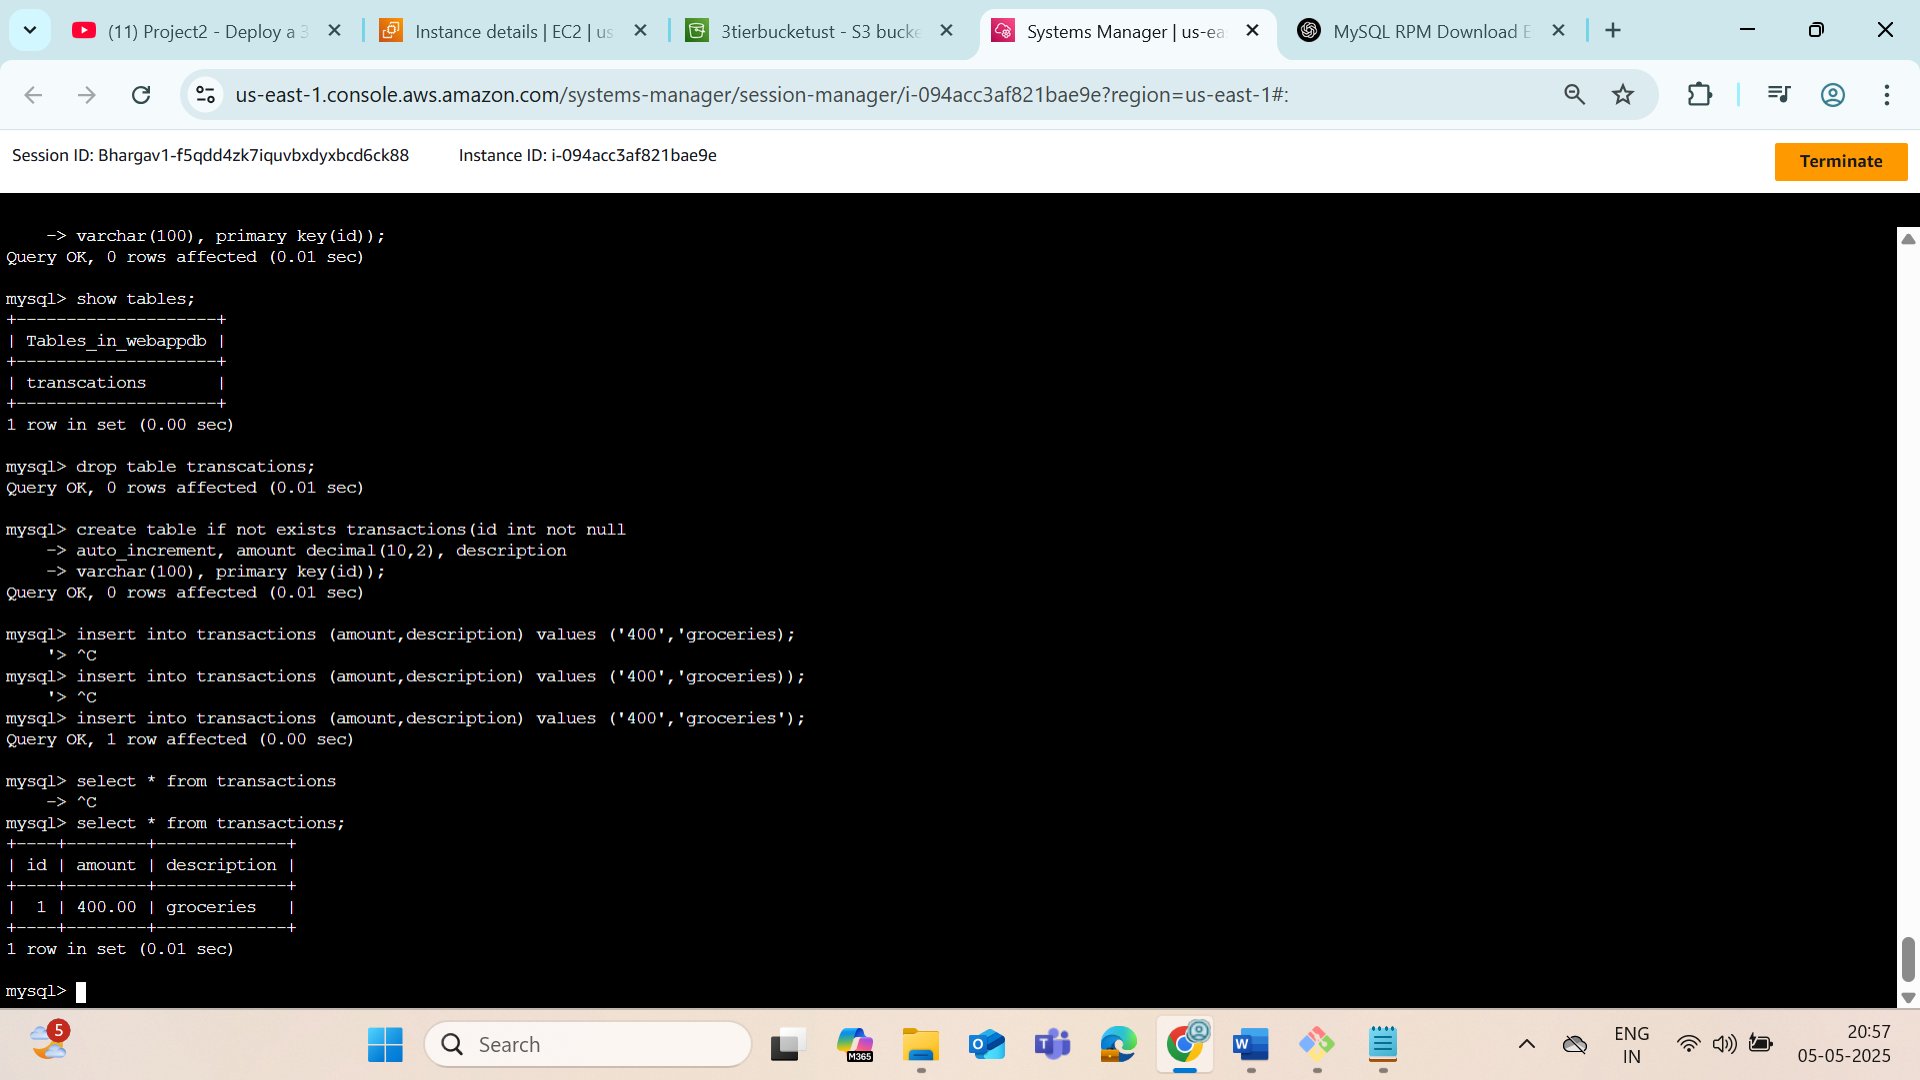 (11) Project2 - Deploy a 3
Instance details | EC2 | us
3tierbucketust - S3 bucke
Systems Manager | us-ea
MySQL RPM Download E
us-east-1.console.aws.amazon.com/systems-manager/session-manager/i-094acc3af821bae9e?region=us-east-1#:
Session ID: Bhargav1-f5qdd4zk7iquvbxdyxbcd6ck88 Instance ID: i-094acc3af821bae9e
Terminate
-> varchar(100), primary key(id));
Query OK, 0 rows affected (0.01 sec)
mysql> show tables;
+--------------------+
| Tables_in_webappdb |
+--------------------+
| transcations       |
+--------------------+
1 row in set (0.00 sec)
mysql> drop table transcations;
Query OK, 0 rows affected (0.01 sec)
mysql> create table if not exists transactions(id int not null
-> auto_increment, amount decimal(10,2), description
-> varchar(100), primary key(id));
Query OK, 0 rows affected (0.01 sec)
mysql> insert into transactions (amount,description) values ('400','groceries);
'> ^C
mysql> insert into transactions (amount,description) values ('400','groceries));
'> ^C
mysql> insert into transactions (amount,description) values ('400','groceries');
Query OK, 1 row affected (0.00 sec)
mysql> select * from transactions
-> ^C
mysql> select * from transactions;
+----+--------+-------------+
| id | amount | description |
+----+--------+-------------+
|  1 | 400.00 | groceries   |
+----+--------+-------------+
1 row in set (0.01 sec)
mysql>
5
Search
M365
ENG
IN
20:57
05-05-2025